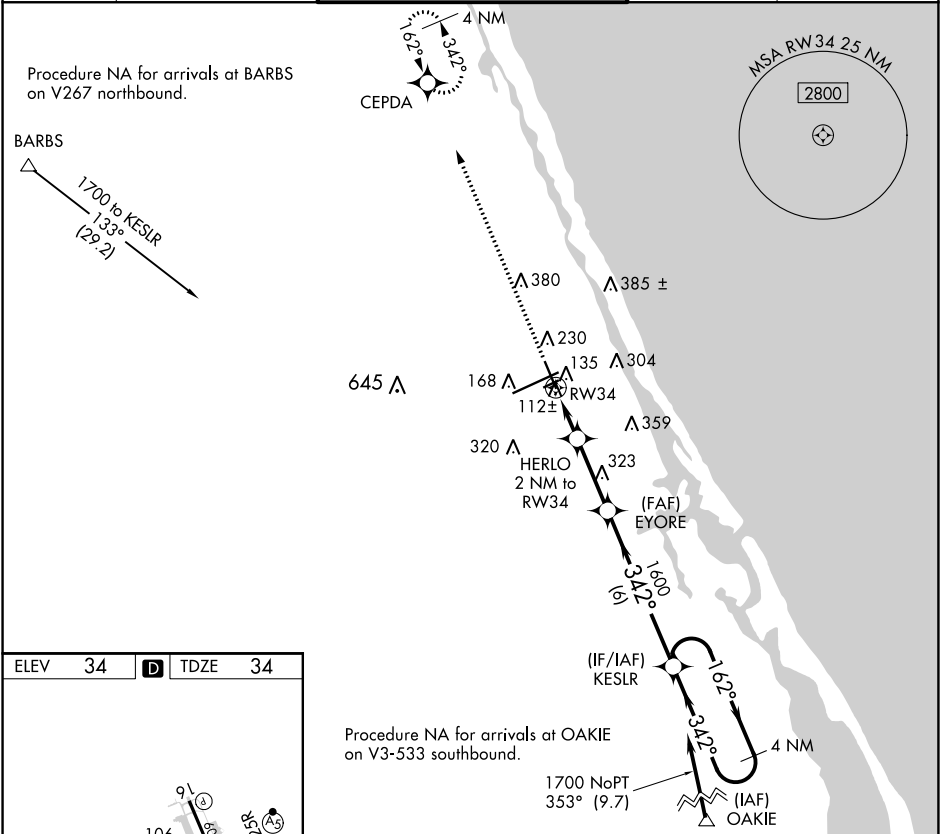 4 NM
162°
342°
CEPDA
Procedure NA for arrivals at BARBS
on V267 northbound.
MSA RW34 25 NM
2800
BARBS
1700 to KESLR
133°
(29.2)
380
385 ±
230
135
304
645
168
RW34
112±
359
320
HERLO
2 NM to
RW34
323
(FAF)
EYORE
1600
342°
(6)
(IF/IAF)
KESLR
162°
342°
4 NM
Procedure NA for arrivals at OAKIE
on V3-533 southbound.
1700 NoPT
353° (9.7)
(IAF)
OAKIE
ELEV 34 D TDZE 34
16
P
A5
25R
106